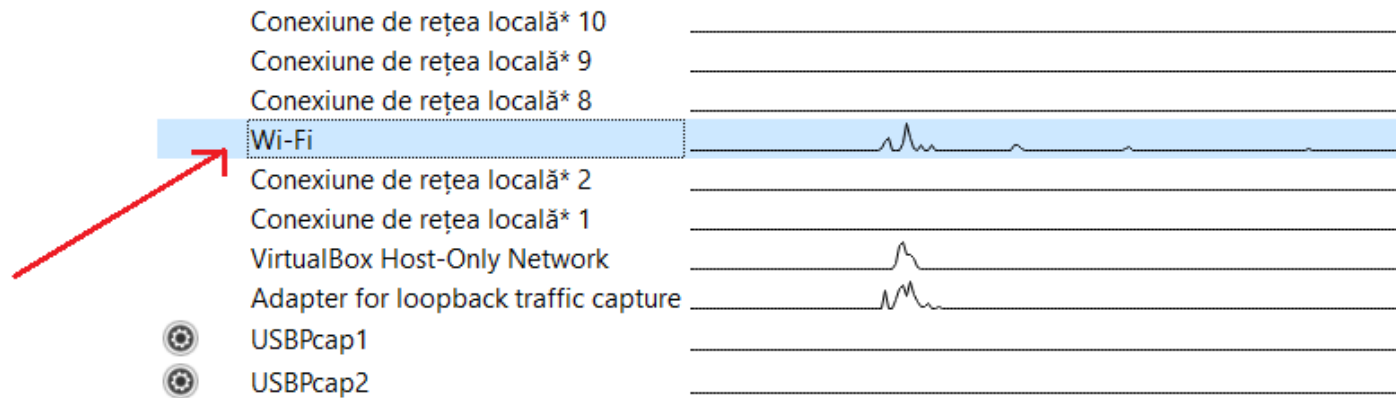 Conexiune de rețea locală* 10
Conexiune de rețea locală* 9
Conexiune de rețea locală* 8
Wi-Fi
Conexiune de rețea locală* 2
Conexiune de rețea locală* 1
VirtualBox Host-Only Network
Adapter for loopback traffic capture
USBPcap1
USBPcap2